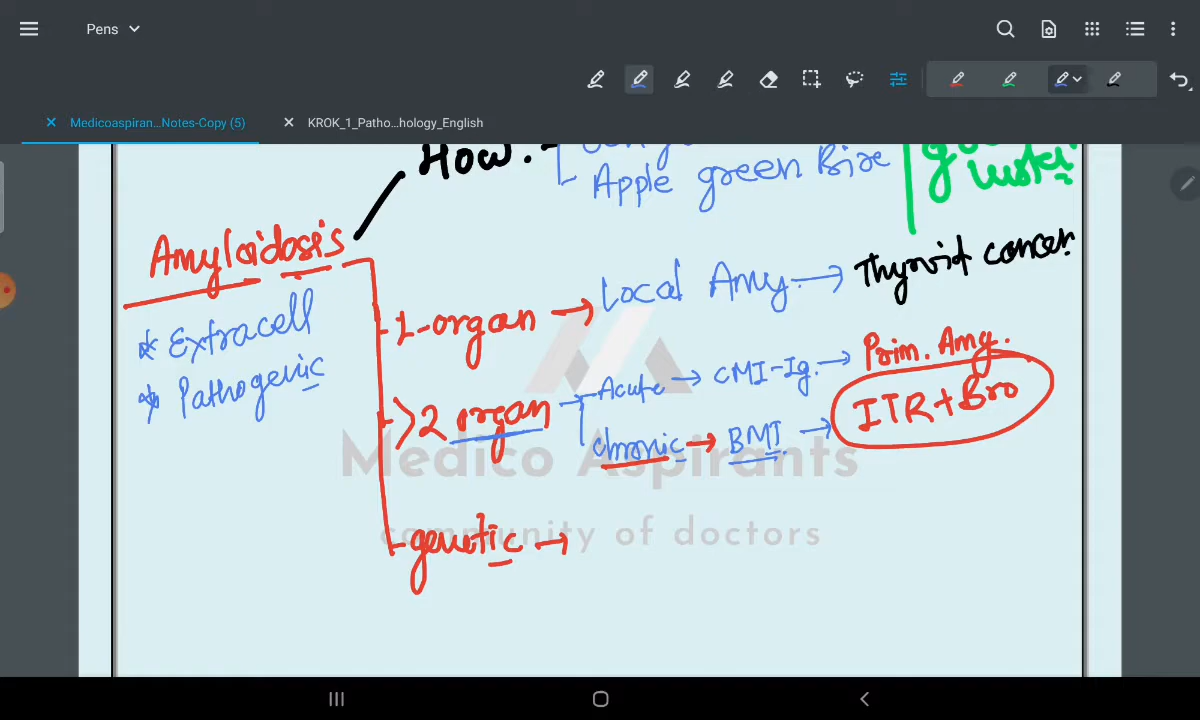 Pens
Medicoaspiran...Notes-Copy (5)
KROK_1_Patho...hology_English
How. -
Apple green Bire
Amyloidosis
* Extracell
* Pathogenic
1-organ → Local Amy → Thyroid cancer
>2 organ
Acute → CMI-Ig. → Prim. Amy.
chronic → BMI. → ITR+Bro
genetic →
Medico Aspirants
community of doctors